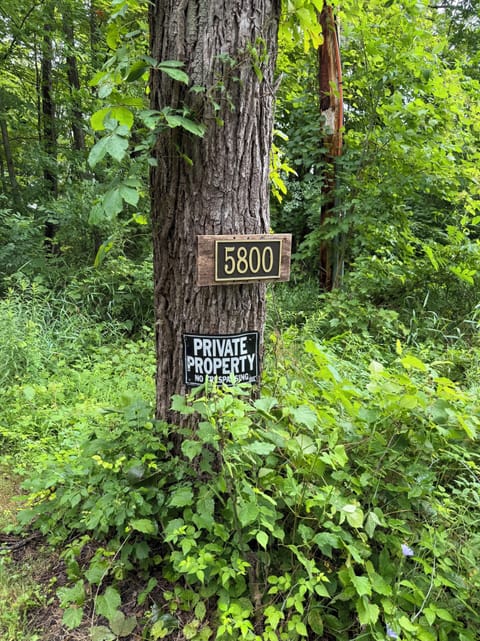 5800
PRIVATE
PROPERTY
NO TRESPASSING